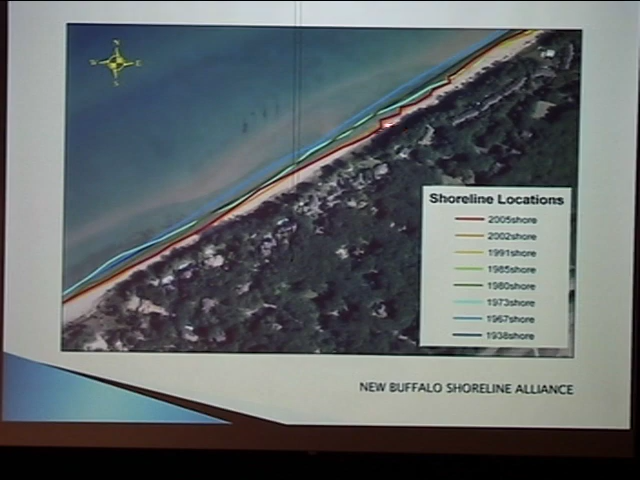 Shoreline Locations
2005shore
2002shore
1991shore
1985shore
1980shore
1973shore
1967shore
1938shore
NEW BUFFALO SHORELINE ALLIANCE